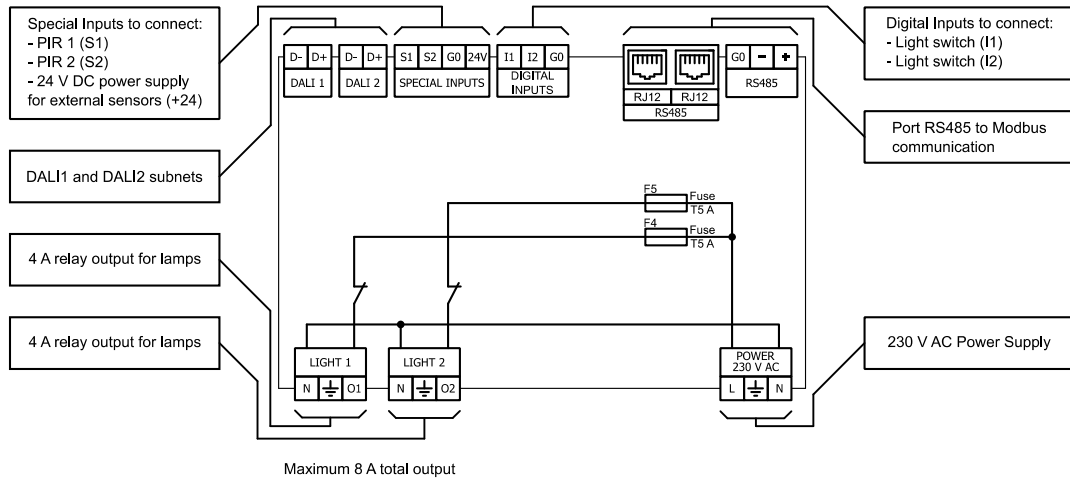 Special Inputs to connect:
- PIR 1 (S1)
- PIR 2 (S2)
- 24 V DC power supply
for external sensors (+24)
DALI1 and DALI2 subnets
4 A relay output for lamps
4 A relay output for lamps
D- D+
DALI 1
D- D+
DALI 2
S1 S2 G0 24V
SPECIAL INPUTS
I1 I2 G0
DIGITAL
INPUTS
RJ12 RJ12
RS485
G0 - +
RS485
Digital Inputs to connect:
- Light switch (I1)
- Light switch (I2)
Port RS485 to Modbus
communication
230 V AC Power Supply
F5 Fuse
T5 A
F4 Fuse
T5 A
LIGHT 1
N O1
LIGHT 2
N O2
POWER
230 V AC
L N
Maximum 8 A total output